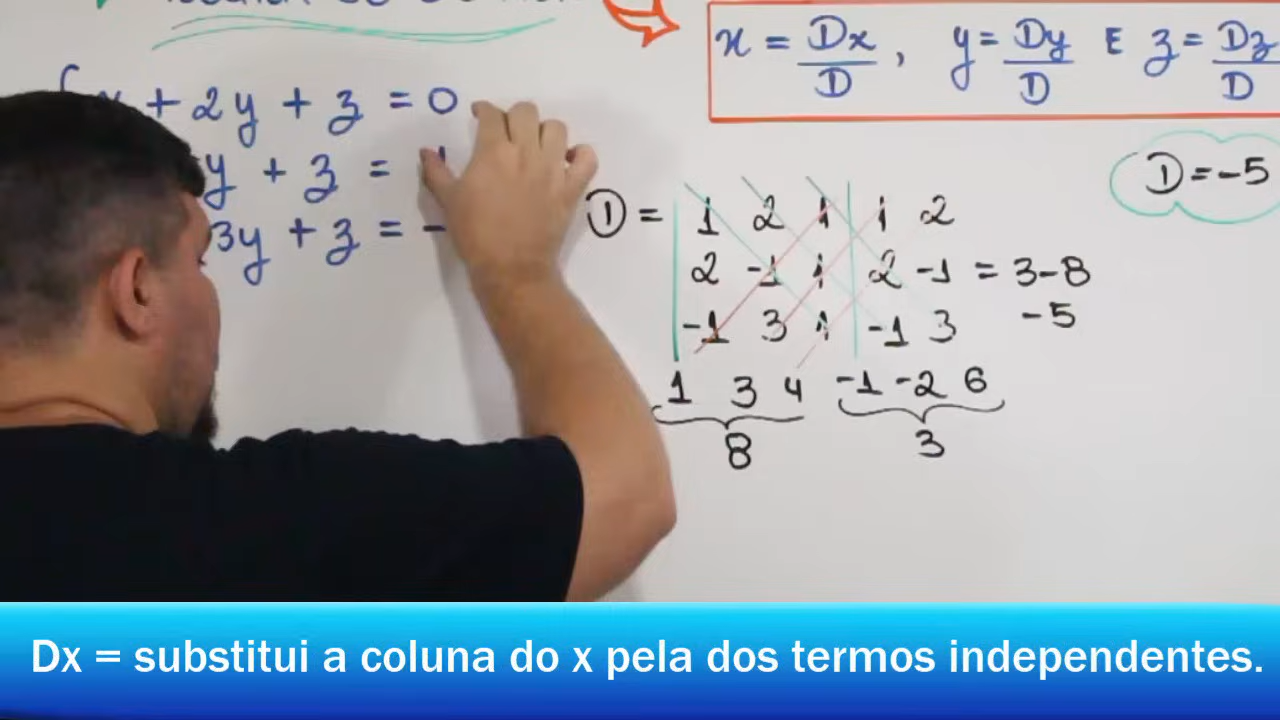 x = Dx/D, y = Dy/D E z = Dz/D
+ 2y + z = 0
y + z =
3y + z = -
D = -5
D = 1 2 1 1 2
2 -1 1 2 -1 = 3-8
-1 3 1 -1 3 -5
1 3 4 -1 -2 6
8 3
Dx = substitui a coluna do x pela dos termos independentes.